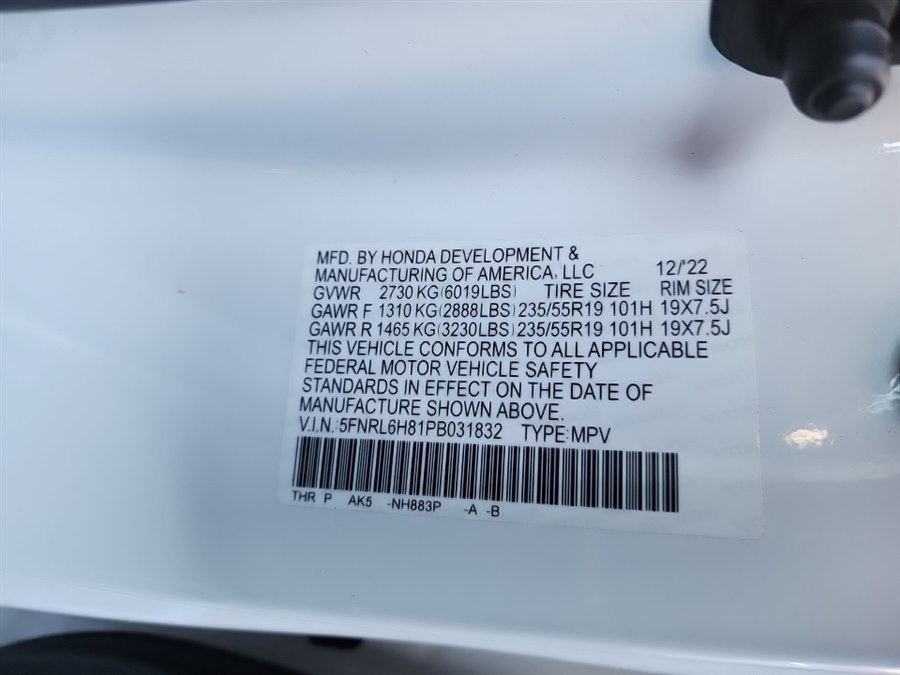 MFD. BY HONDA DEVELOPMENT &
MANUFACTURING OF AMERICA, LLC 12/'22
GVWR 2730 KG(6019LBS) TIRE SIZE RIM SIZE
GAWR F 1310 KG(2888LBS) 235/55R19 101H 19X7.5J
GAWR R 1465 KG(3230LBS) 235/55R19 101H 19X7.5J
THIS VEHICLE CONFORMS TO ALL APPLICABLE
FEDERAL MOTOR VEHICLE SAFETY
STANDARDS IN EFFECT ON THE DATE OF
MANUFACTURE SHOWN ABOVE.
V.I.N.:5FNRL6H81PB031832 TYPE:MPV
THR P AK5 -NH883P -A -B